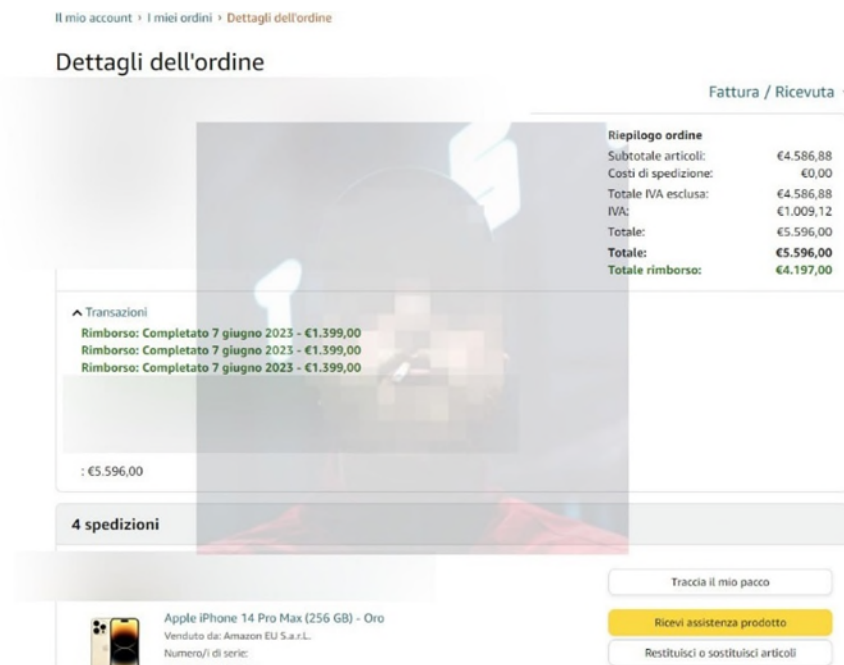 Il mio account › I miei ordini › Dettagli dell'ordine
Dettagli dell'ordine
Fattura / Ricevuta
Riepilogo ordine
Subtotale articoli: €4.586,88
Costi di spedizione: €0,00
Totale IVA esclusa: €4.586,88
IVA: €1.009,12
Totale: €5.596,00
Totale: €5.596,00
Totale rimborso: €4.197,00
Transazioni
Rimborso: Completato 7 giugno 2023 - €1.399,00
Rimborso: Completato 7 giugno 2023 - €1.399,00
Rimborso: Completato 7 giugno 2023 - €1.399,00
: €5.596,00
4 spedizioni
Traccia il mio pacco
Apple iPhone 14 Pro Max (256 GB) - Oro
Venduto da: Amazon EU S.a.r.L.
Numero/i di serie:
Ricevi assistenza prodotto
Restituisci o sostituisci articoli